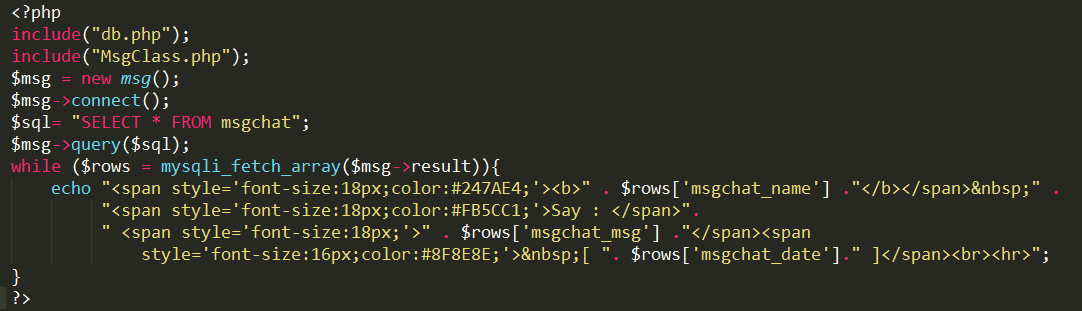 <?php
include("db.php");
include("MsgClass.php");
$msg = new msg();
$msg->connect();
$sql= "SELECT * FROM msgchat";
$msg->query($sql);
while ($rows = mysqli_fetch_array($msg->result)){
    echo "<span style='font-size:18px;color:#247AE4;'><b>" . $rows['msgchat_name'] ."</b></span>&nbsp;" .
         "<span style='font-size:18px;color:#FB5CC1;'>Say : </span>".
         " <span style='font-size:18px;'>" . $rows['msgchat_msg'] ."</span><span
             style='font-size:16px;color:#8F8E8E;'>&nbsp;[ ". $rows['msgchat_date']." ]</span><br><hr>";
}
?>